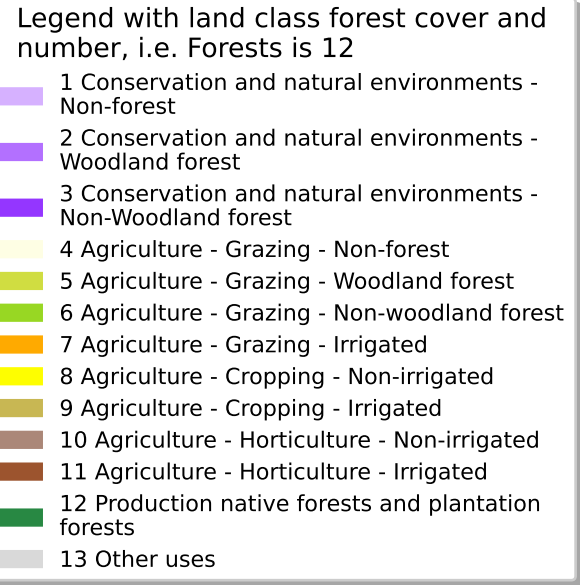 Legend with land class forest cover and
number, i.e. Forests is 12
1 Conservation and natural environments -
Non-forest
2 Conservation and natural environments -
Woodland forest
3 Conservation and natural environments -
Non-Woodland forest
4 Agriculture - Grazing - Non-forest
5 Agriculture - Grazing - Woodland forest
6 Agriculture - Grazing - Non-woodland forest
7 Agriculture - Grazing - Irrigated
8 Agriculture - Cropping - Non-irrigated
9 Agriculture - Cropping - Irrigated
10 Agriculture - Horticulture - Non-irrigated
11 Agriculture - Horticulture - Irrigated
12 Production native forests and plantation
forests
13 Other uses